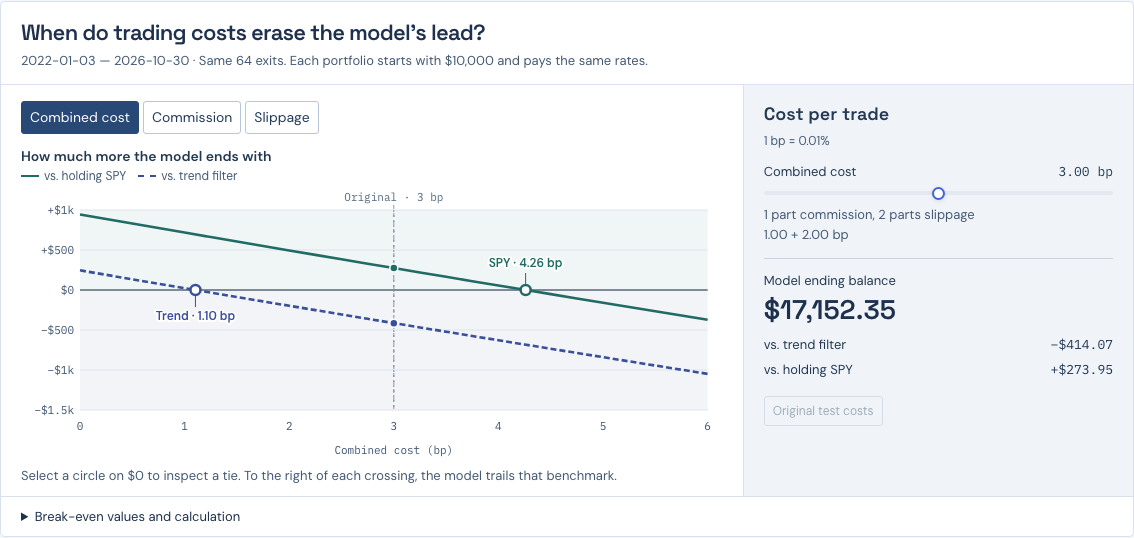 When do trading costs erase the model's lead?
2022-01-03 — 2026-10-30 · Same 64 exits. Each portfolio starts with $10,000 and pays the same rates.
Combined cost
Commission
Slippage
How much more the model ends with
vs. holding SPY
vs. trend filter
Original · 3 bp
+$1k
+$500
$0
−$500
−$1k
−$1.5k
SPY · 4.26 bp
Trend · 1.10 bp
0
1
2
3
4
5
6
Combined cost (bp)
Select a circle on $0 to inspect a tie. To the right of each crossing, the model trails that benchmark.
Cost per trade
1 bp = 0.01%
Combined cost 3.00 bp
1 part commission, 2 parts slippage
1.00 + 2.00 bp
Model ending balance
$17,152.35
vs. trend filter −$414.07
vs. holding SPY +$273.95
Original test costs
Break-even values and calculation